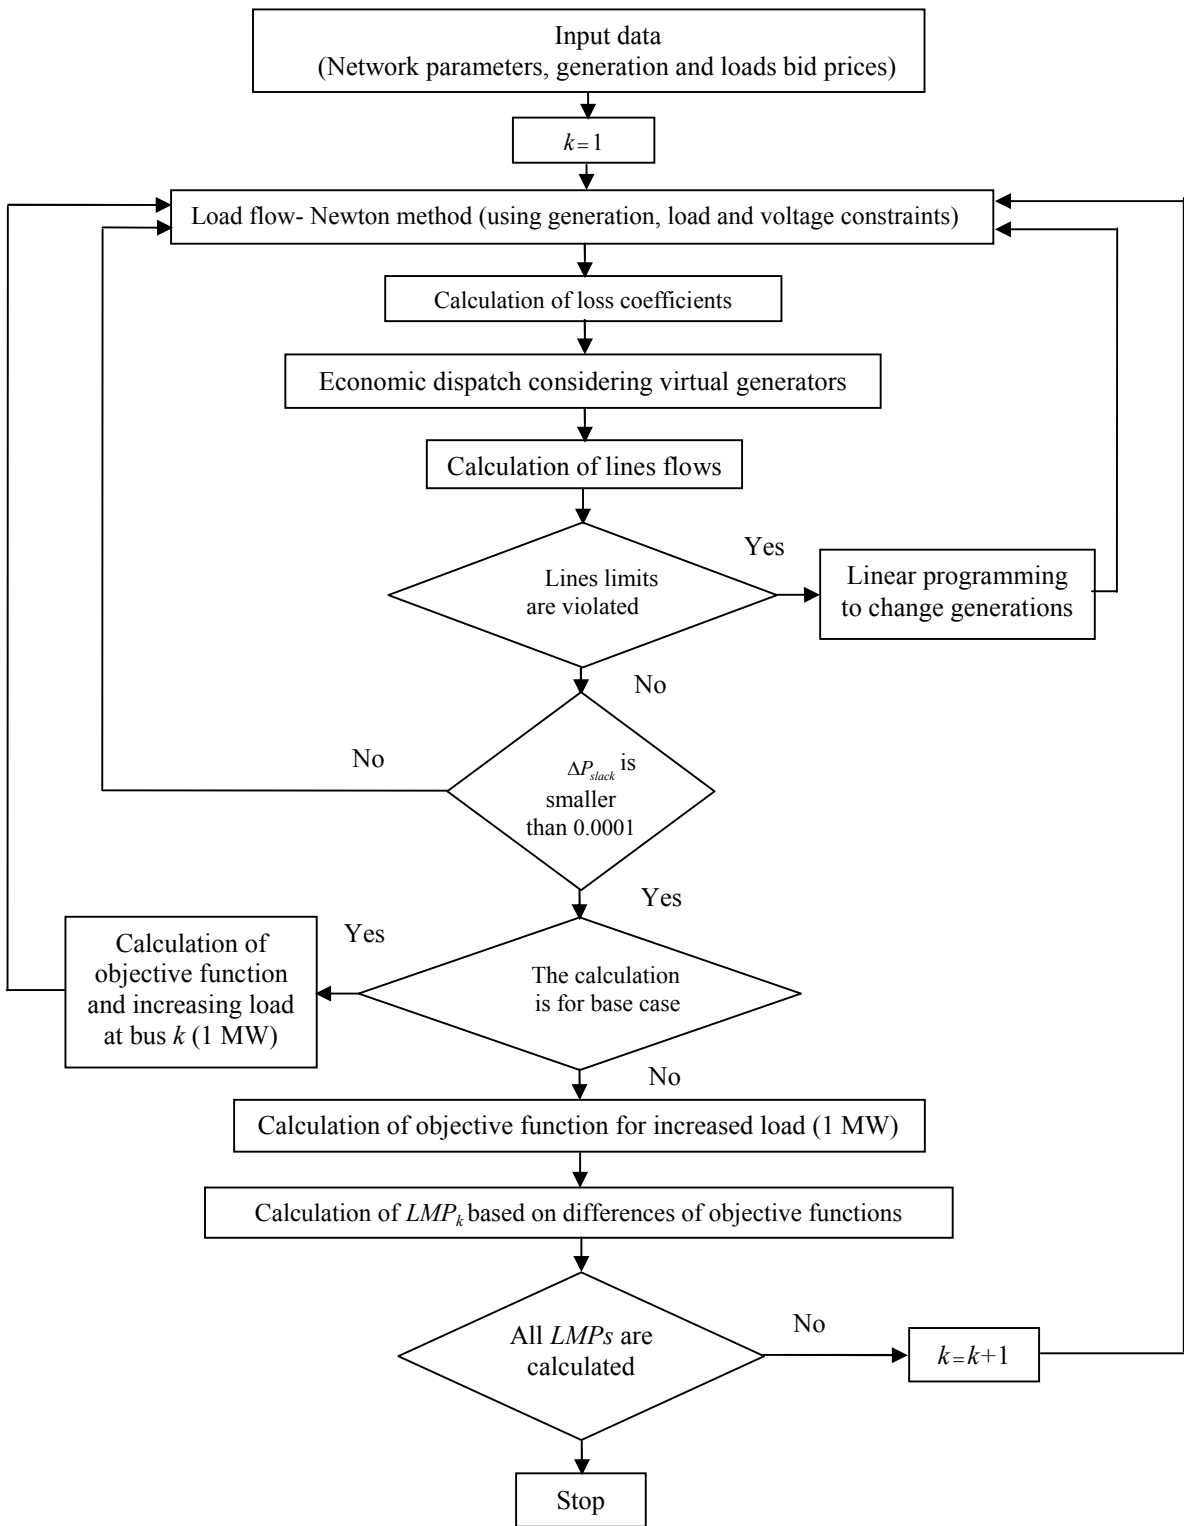 Input data
(Network parameters, generation and loads bid prices)
k=1
Load flow- Newton method (using generation, load and voltage constraints)
Calculation of loss coefficients
Economic dispatch considering virtual generators
Calculation of lines flows
Yes
Lines limits
are violated
Linear programming
to change generations
No
No
ΔP_slack is
smaller
than 0.0001
Yes
Yes
Calculation of
objective function
and increasing load
at bus k (1 MW)
The calculation
is for base case
No
Calculation of objective function for increased load (1 MW)
Calculation of LMP_k based on differences of objective functions
No
All LMPs are
calculated
k=k+1
Stop